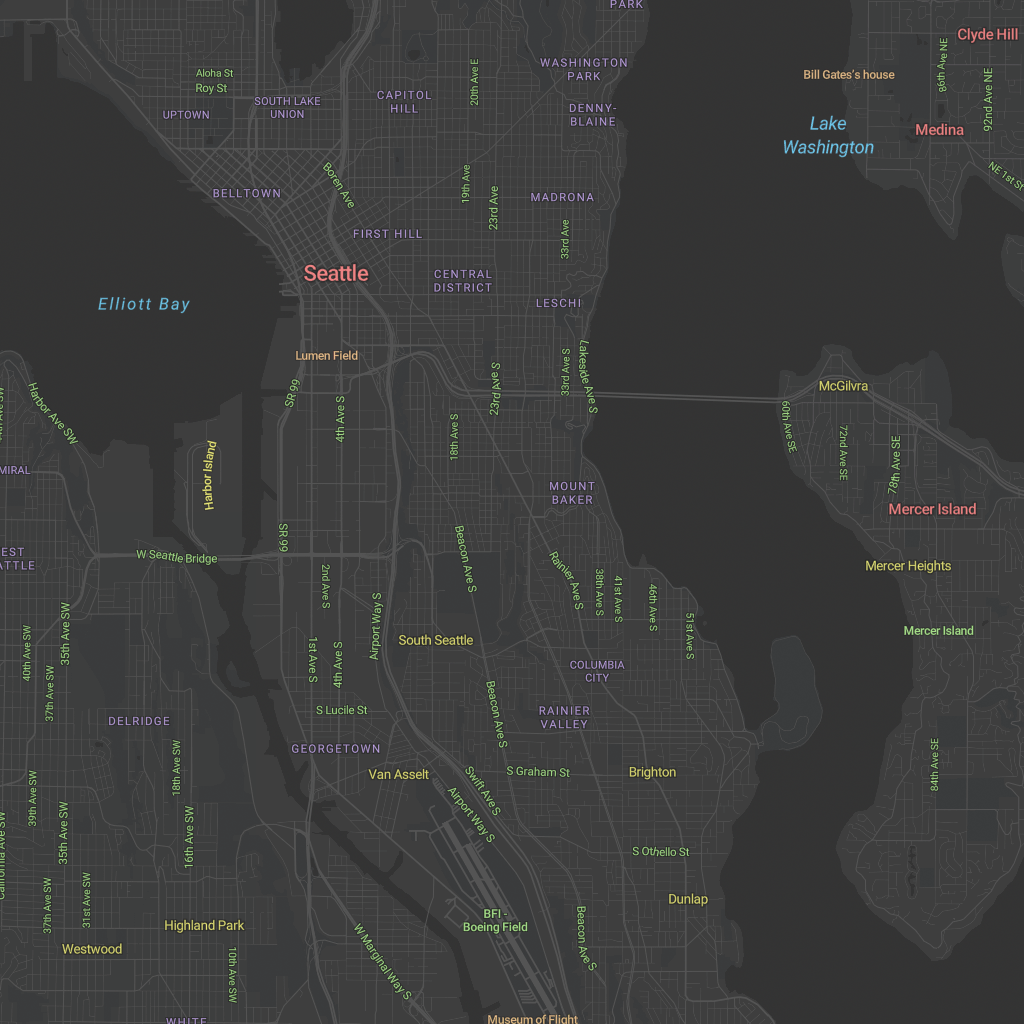 PARK
Clyde Hill
WASHINGTON
PARK
Bill Gates's house
Aloha St
Roy St
20th Ave E
86th Ave NE
92nd Ave NE
CAPITOL
HILL
SOUTH LAKE
UNION
UPTOWN
DENNY-
BLAINE
Lake
Washington
Medina
NE 1st St
BELLTOWN
Boren Ave
19th Ave
23rd Ave
MADRONA
33rd Ave
FIRST HILL
Seattle
CENTRAL
DISTRICT
Elliott Bay
LESCHI
Lumen Field
SR 99
4th Ave S
23rd Ave S
33rd Ave S
Lakeside Ave S
McGilvra
Harbor Ave SW
18th Ave S
60th Ave SE
72nd Ave SE
78th Ave SE
Harbor Island
MIRAL
MOUNT
BAKER
Mercer Island
SR 99
W Seattle Bridge
EST
ATTLE
Beacon Ave S
Rainier Ave S
Mercer Heights
2nd Ave S
38th Ave S
41st Ave S
46th Ave S
51st Ave S
Airport Way S
35th Ave SW
40th Ave SW
South Seattle
Mercer Island
1st Ave S
4th Ave S
COLUMBIA
CITY
37th Ave SW
Beacon Ave S
S Lucile St
RAINIER
VALLEY
DELRIDGE
GEORGETOWN
18th Ave SW
84th Ave SE
Van Asselt
Swift Ave S
S Graham St
Brighton
39th Ave SW
35th Ave SW
16th Ave SW
Airport Way S
California Ave SW
S Othello St
37th Ave SW
31st Ave SW
Dunlap
Highland Park
BFI -
Boeing Field
Beacon Ave S
Westwood
10th Ave SW
W Marginal Way S
WHITE
Museum of Flight